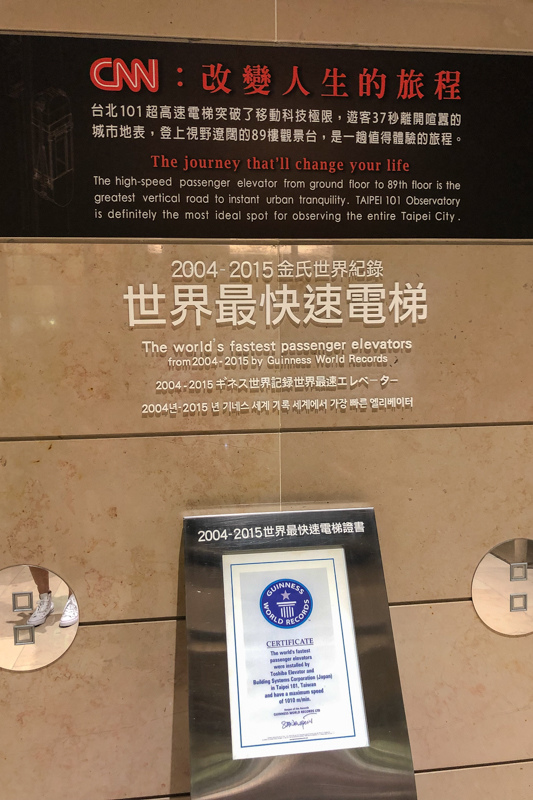 CNN：改變人生的旅程
台北101超高速電梯突破了移動科技極限，遊客37秒離開喧囂的
城市地表，登上視野遼闊的89樓觀景台，是一趟值得體驗的旅程。
The journey that'll change your life
The high-speed passenger elevator from ground floor to 89th floor is the
greatest vertical road to instant urban tranquility. TAIPEI 101 Observatory
is definitely the most ideal spot for observing the entire Taipei City.
2004-2015金氏世界紀錄
世界最快速電梯
The world's fastest passenger elevators
from2004-2015 by Guinness World Records
2004-2015ギネス世界記録世界最速エレベーター
2004년-2015 년 기네스 세계 기록 세계에서 가장 빠른 엘리베이터
2004-2015世界最快速電梯證書
GUINNESS
WORLD RECORDS
CERTIFICATE
The world's fastest
passenger elevators
were installed by
Toshiba Elevator and
Building Systems Corporation (Japan)
in Taipei 101, Taiwan
and have a maximum speed
of 1010 m/min.
GUINNESS WORLD RECORDS LTD